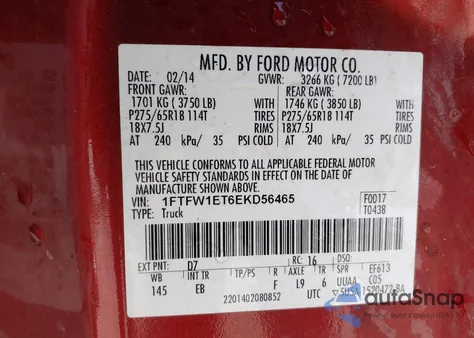 MFD. BY FORD MOTOR CO.
DATE: 02/14 GVWR: 3266 KG ( 7200 LB)
FRONT GAWR: REAR GAWR:
1701 KG ( 3750 LB) WITH 1746 KG ( 3850 LB) WITH
P275/65R18 114T TIRES P275/65R18 114T TIRES
18X7.5J RIMS 18X7.5J RIMS
AT 240 kPa/ 35 PSI COLD AT 240 kPa/ 35 PSI COLD
THIS VEHICLE CONFORMS TO ALL APPLICABLE FEDERAL MOTOR
VEHICLE SAFETY STANDARDS IN EFFECT ON THE DATE OF
MANUFACTURE SHOWN ABOVE.
VIN: 1FTFW1ET6EKD56465 F0017
TYPE: Truck T0438
EXT PNT: D7 RC: 16 DSO:
WB INT TR TP/PS R AXLE TR SPR EF613
145 EB F L9 6 UUAA C05
2201402080852 UTC
autoSnap